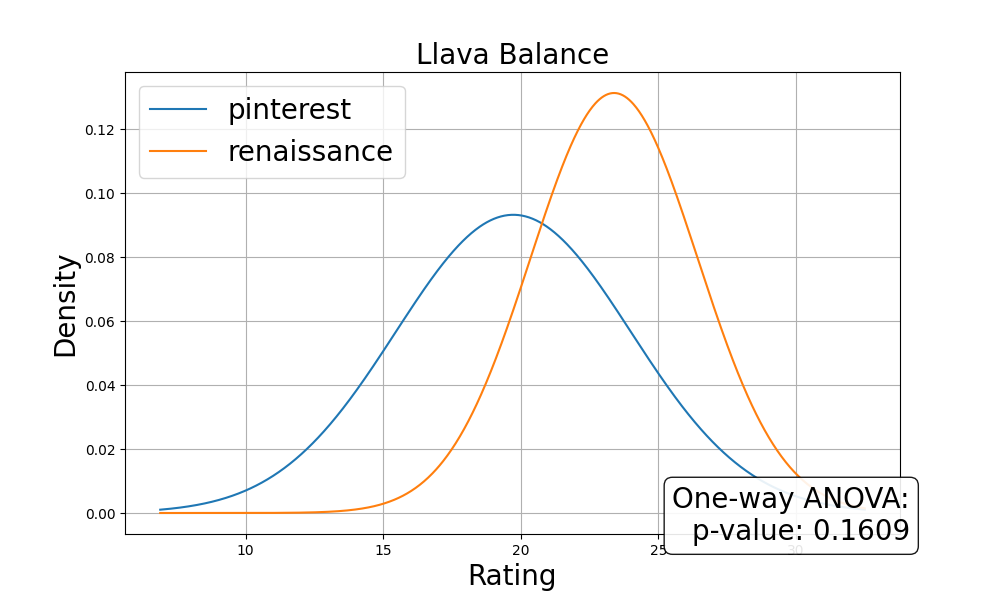 Llava Balance
pinterest
renaissance
0.12
0.10
0.08
0.06
0.04
0.02
0.00
Density
10
15
20
25
30
Rating
One-way ANOVA:
p-value: 0.1609